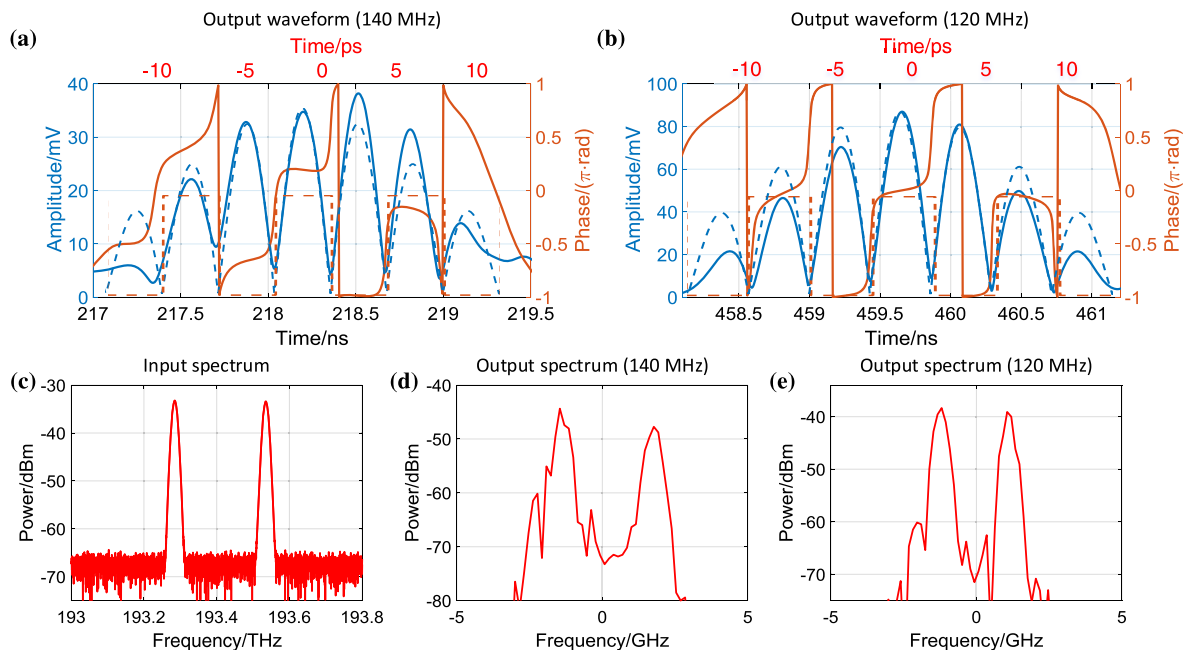 Output waveform (140 MHz)
(a)
Time/ps
-10 -5 0 5 10
40 30 20 10 0
Amplitude/mV
1 0.5 0 -0.5 -1
Phase/(π·rad)
217 217.5 218 218.5 219 219.5
Time/ns
Output waveform (120 MHz)
(b)
Time/ps
-10 -5 0 5 10
100 80 60 40 20 0
Amplitude/mV
1 0.5 0 -0.5 -1
Phase/(π·rad)
458.5 459 459.5 460 460.5 461
Time/ns
Input spectrum
(c)
-30 -40 -50 -60 -70
Power/dBm
193 193.2 193.4 193.6 193.8
Frequency/THz
Output spectrum (140 MHz)
(d)
-40 -50 -60 -70 -80
Power/dBm
-5 0 5
Frequency/GHz
Output spectrum (120 MHz)
(e)
-40 -50 -60 -70
Power/dBm
-5 0 5
Frequency/GHz